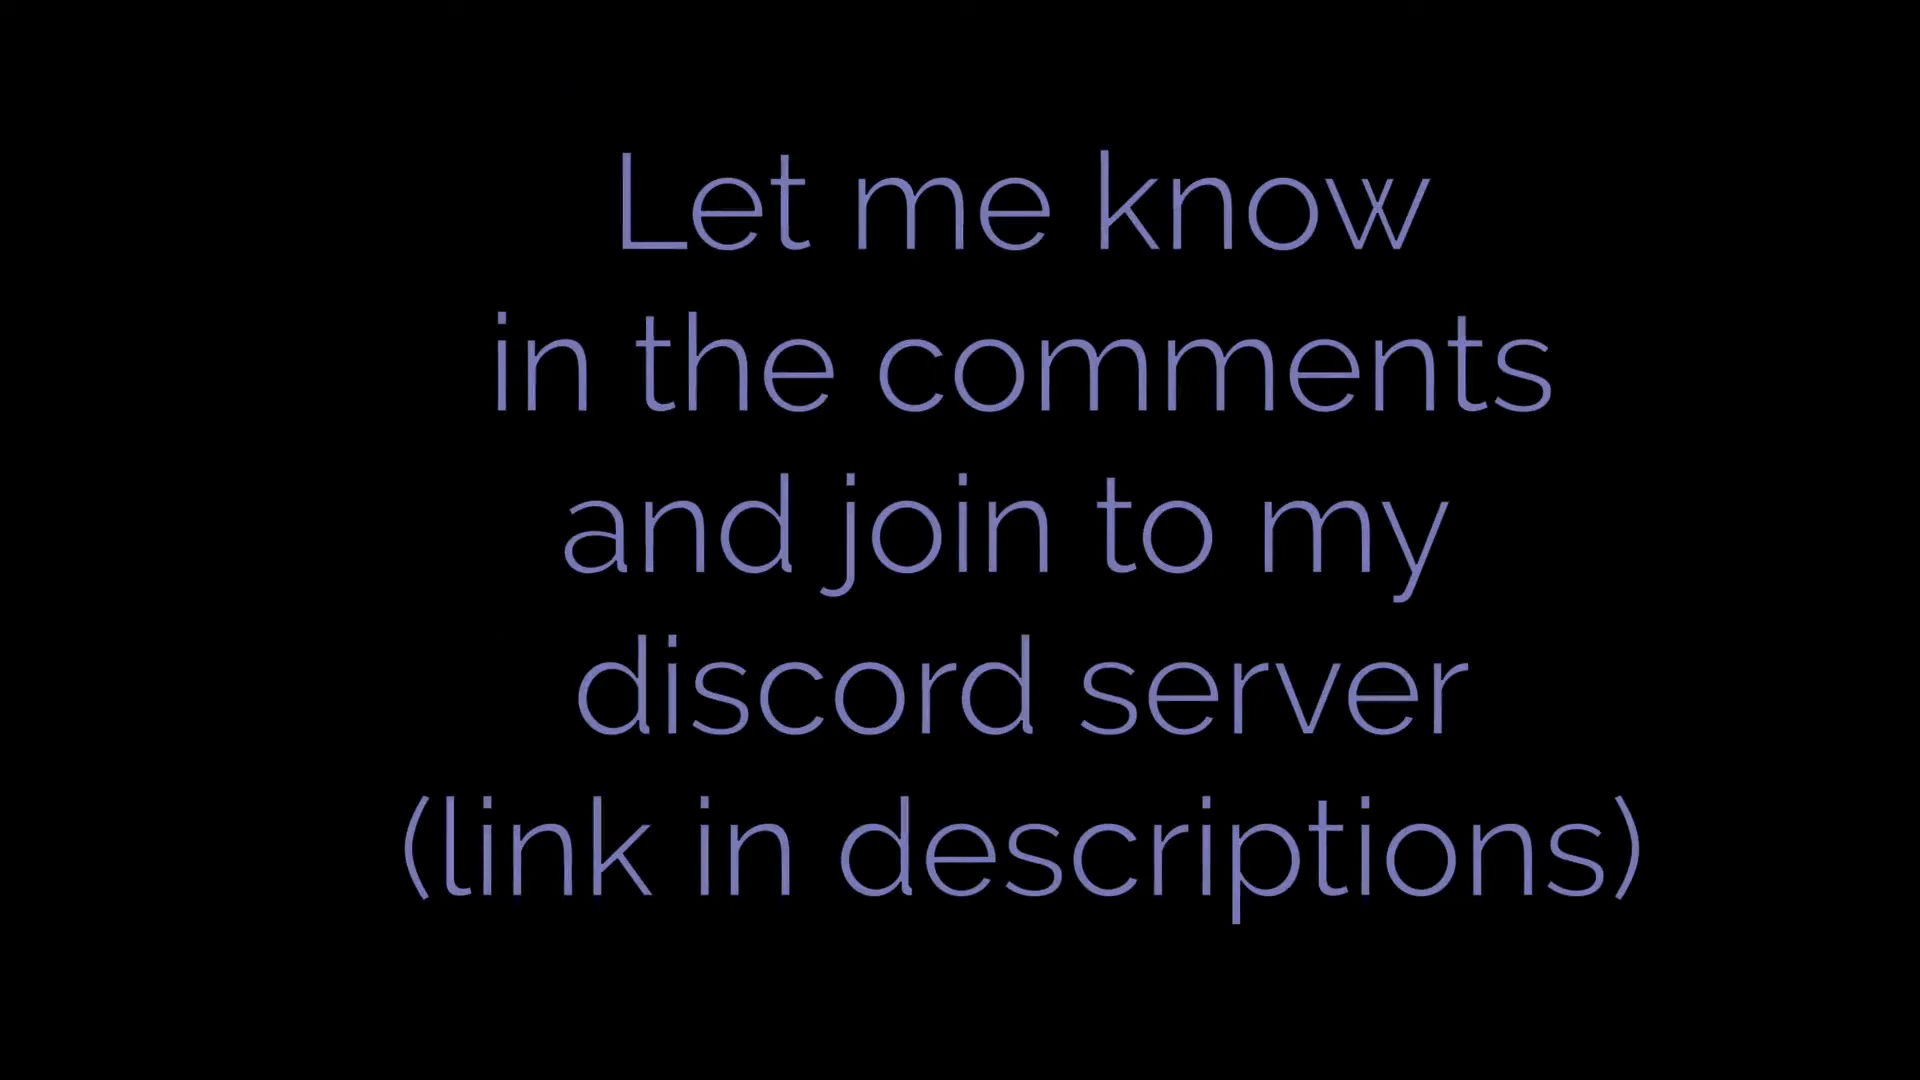 Let me know
in the comments
and join to my
discord server
(link in descriptions)